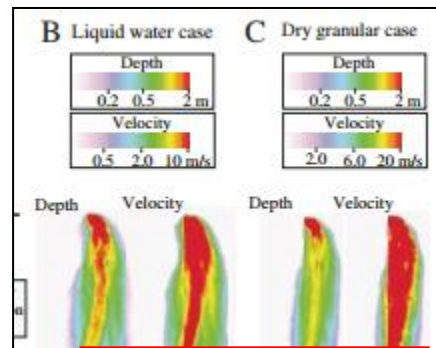 B Liquid water case
Depth
0.2 0.5 2 m
Velocity
0.5 2.0 10 m/s
Depth Velocity
C Dry granular case
Depth
0.2 0.5 2 m
Velocity
2.0 6.0 20 m/s
Depth Velocity
on